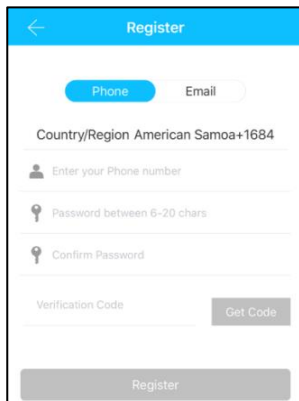 Register
Phone Email
Country/Region American Samoa+1684
Enter your Phone number
Password between 6-20 chars
Confirm Password
Verification Code Get Code
Register